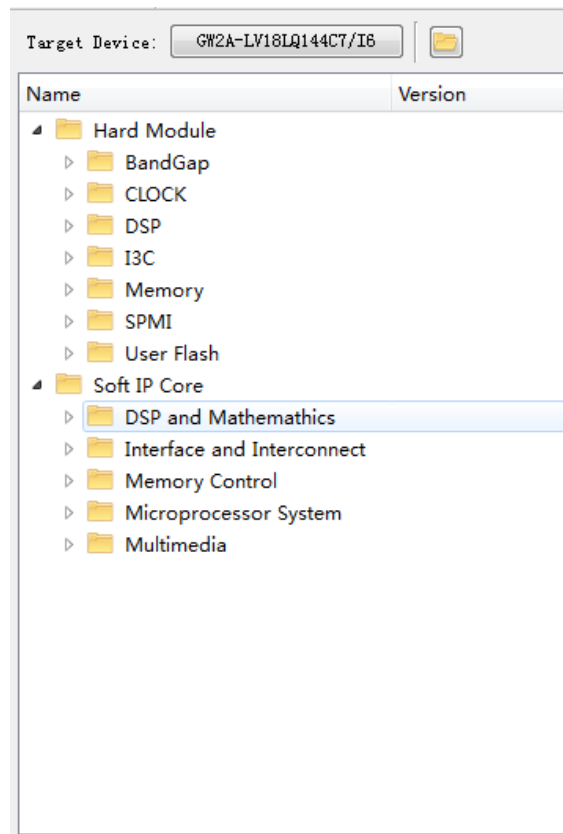 Target Device: GW2A-LV18LQ144C7/I6
Name Version
Hard Module
BandGap
CLOCK
DSP
I3C
Memory
SPMI
User Flash
Soft IP Core
DSP and Mathemathics
Interface and Interconnect
Memory Control
Microprocessor System
Multimedia